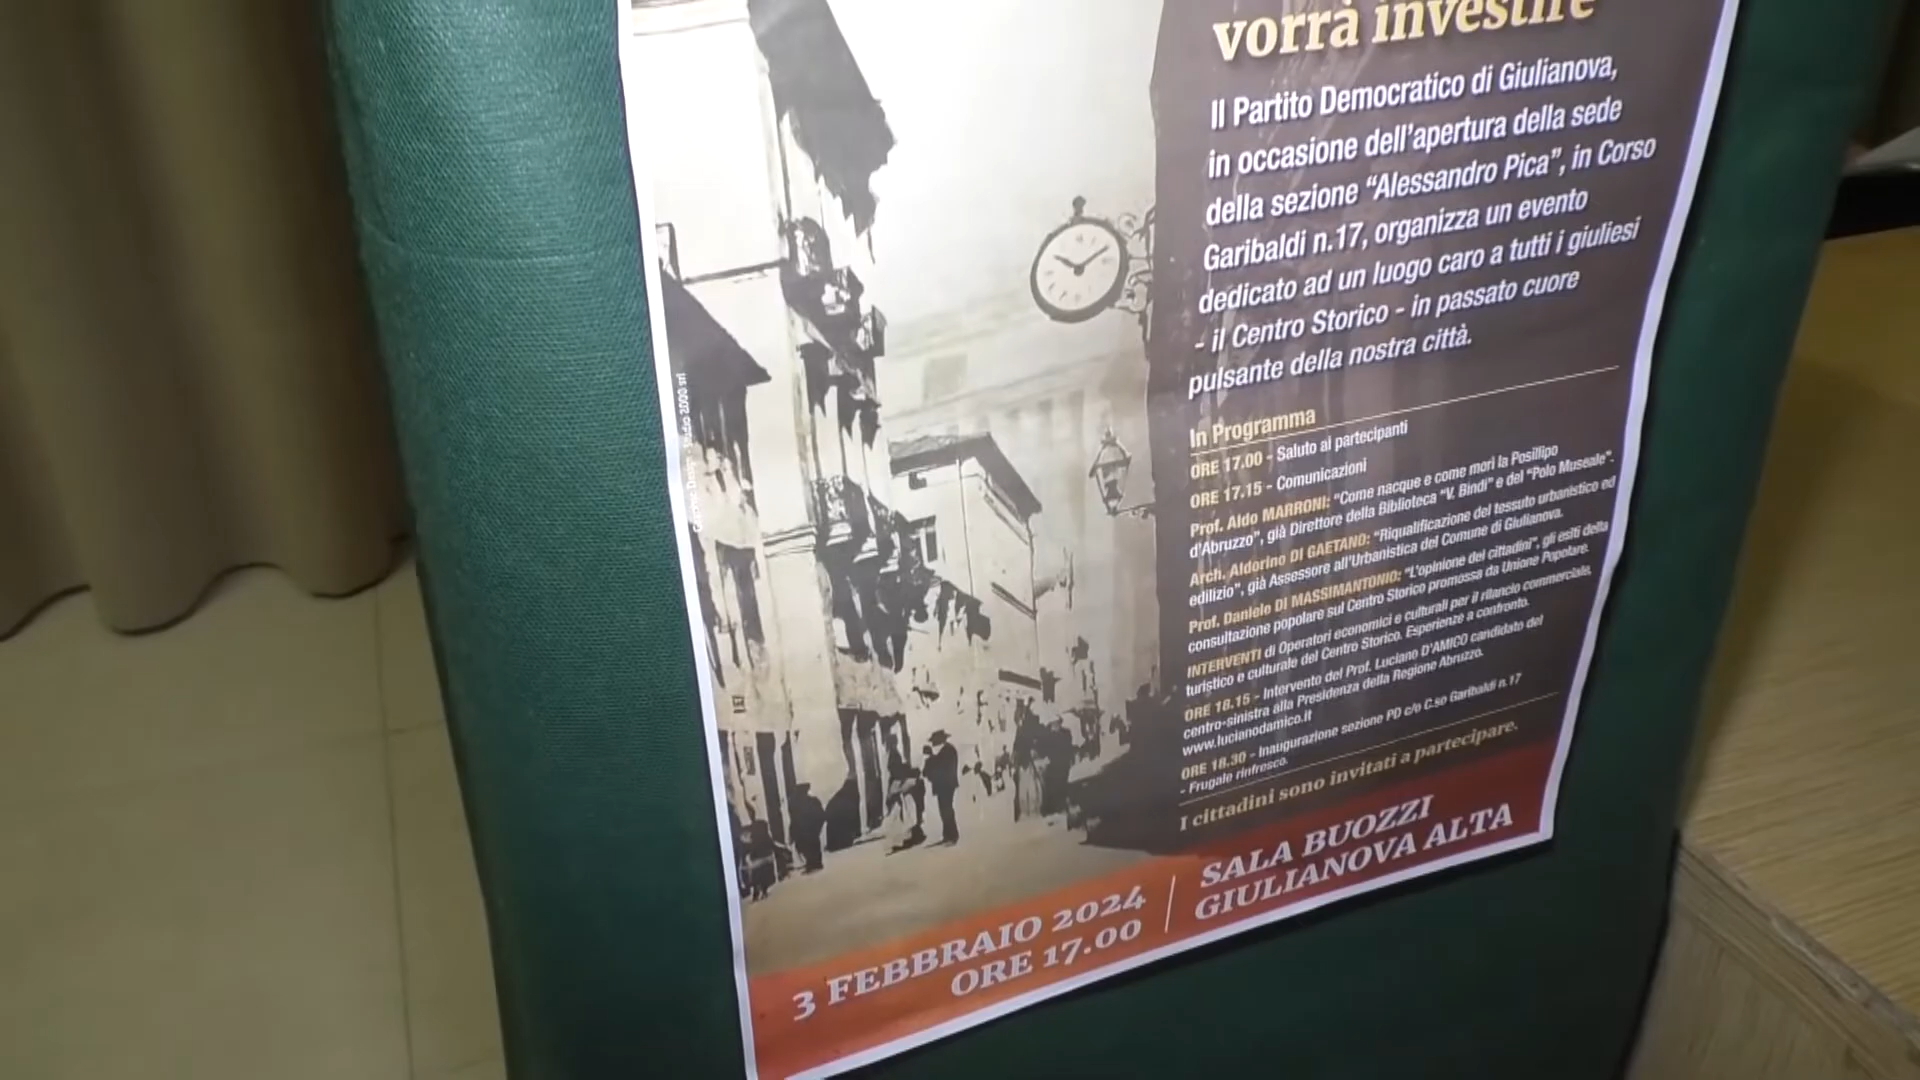 vorrà investire
Il Partito Democratico di Giulianova,
in occasione dell'apertura della sede
della sezione “Alessandro Pica”, in Corso
Garibaldi n.17, organizza un evento
dedicato ad un luogo caro a tutti i giuliesi
- il Centro Storico - in passato cuore
pulsante della nostra città.
In Programma
ORE 17.00 - Saluto ai partecipanti
ORE 17.15 - Comunicazioni
Prof. Aldo MARRONI: “Come nacque e come morì la Posillipo
d'Abruzzo”, già Direttore della Biblioteca “V. Bindi” e del “Polo Museale”.
Arch. Aldorino DI GAETANO: “Riqualificazione del tessuto urbanistico ed
edilizio”, già Assessore all'Urbanistica del Comune di Giulianova.
Prof. Daniele DI MASSIMANTONIO: “L'opinione dei cittadini”, gli esiti della
consultazione popolare sul Centro Storico promossa da Unione Popolare.
INTERVENTI di Operatori economici e culturali per il rilancio commerciale,
turistico e culturale del Centro Storico. Esperienze a confronto.
ORE 18.15 - Intervento del Prof. Luciano D'AMICO candidato del
centro-sinistra alla Presidenza della Regione Abruzzo.
www.lucianodamico.it
ORE 18.30 - Inaugurazione sezione PD c/o C.so Garibaldi n.17
- Frugale rinfresco.
I cittadini sono invitati a partecipare.
3 FEBBRAIO 2024
ORE 17.00
SALA BUOZZI
GIULIANOVA ALTA